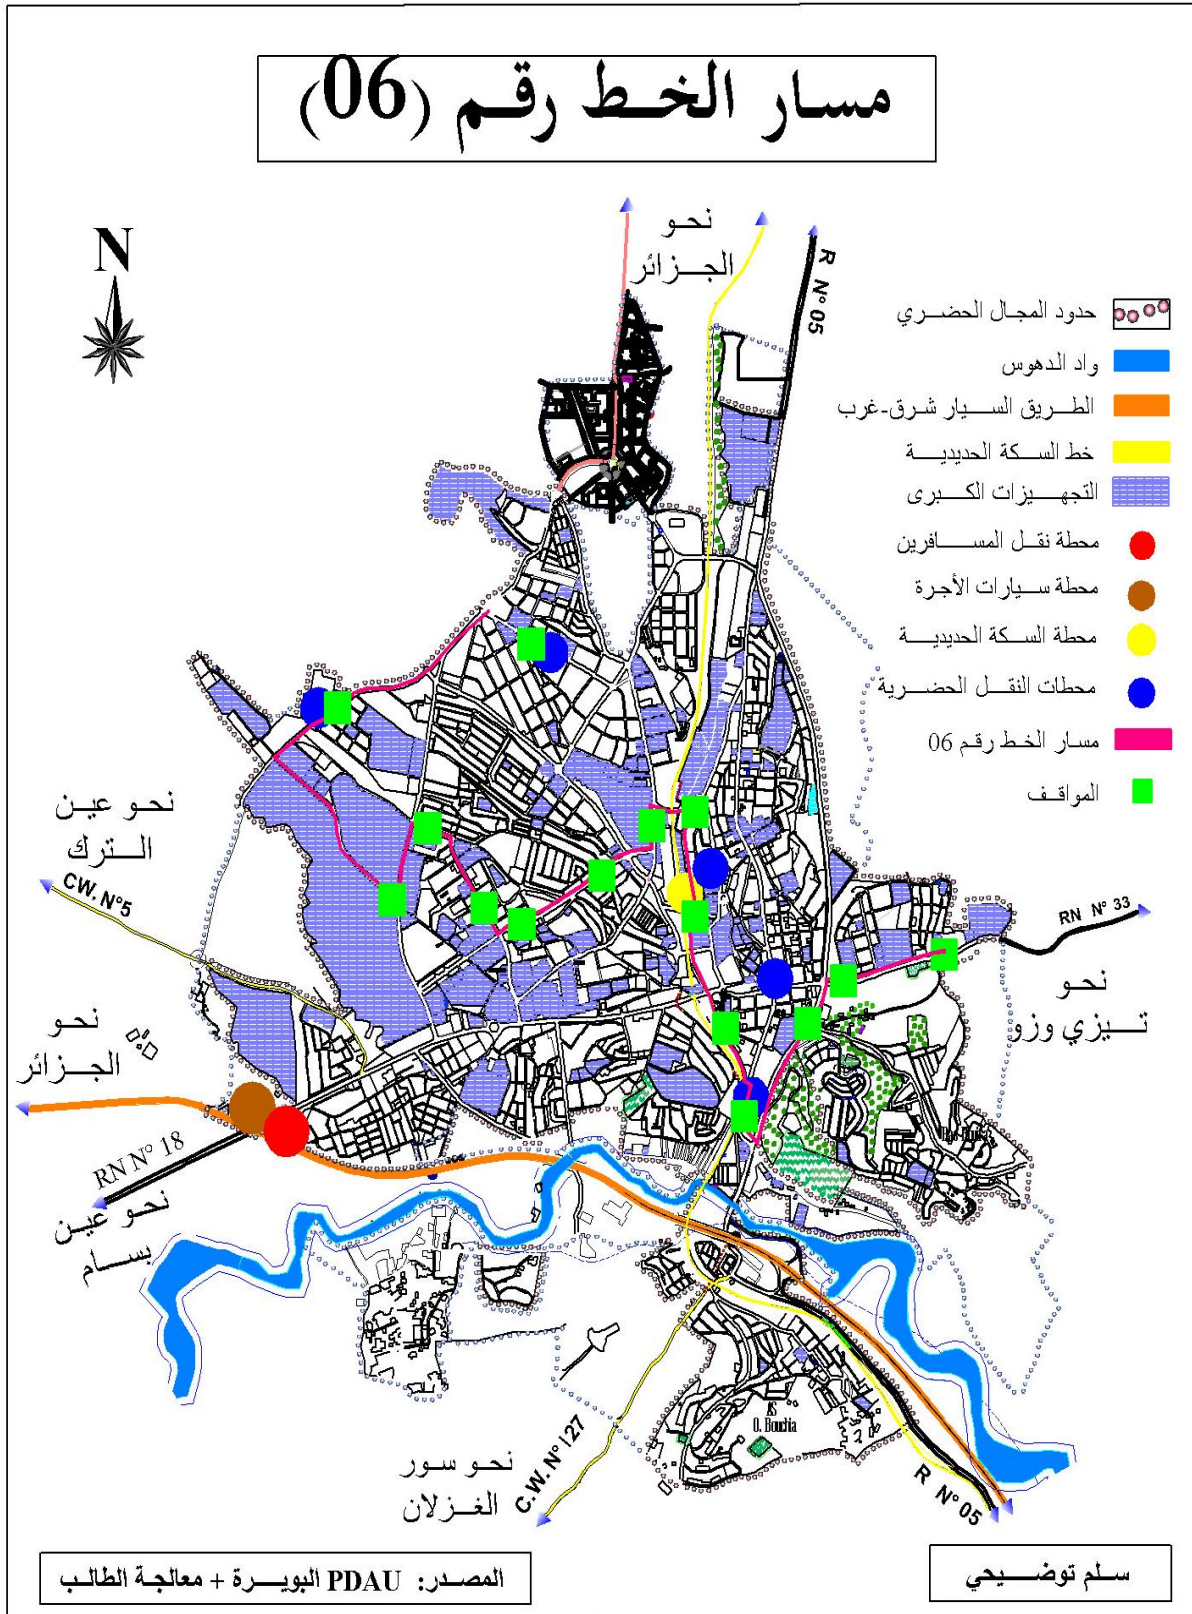 مسار الخط رقم (06)
N
نحو
الجزائر
R N° 05
حدود المجال الحضري
واد الدهوس
الطريق السيار شرق-غرب
خط السكة الحديدية
التجهيزات الكبرى
محطة نقل المسافرين
محطة سيارات الأجرة
محطة السكة الحديدية
محطات النقل الحضرية
مسار الخط رقم 06
المواقف
نحو عين
الترك
CW. N°5
RN N° 33
نحو
تيزي وزو
نحو
الجزائر
RN N° 18
نحو عين
بسام
O. Bouchia
نحو سور
الغزلان
C.W. N°127
R N° 05
المصدر: PDAU البويرة + معالجة الطالب
سلم توضيحي